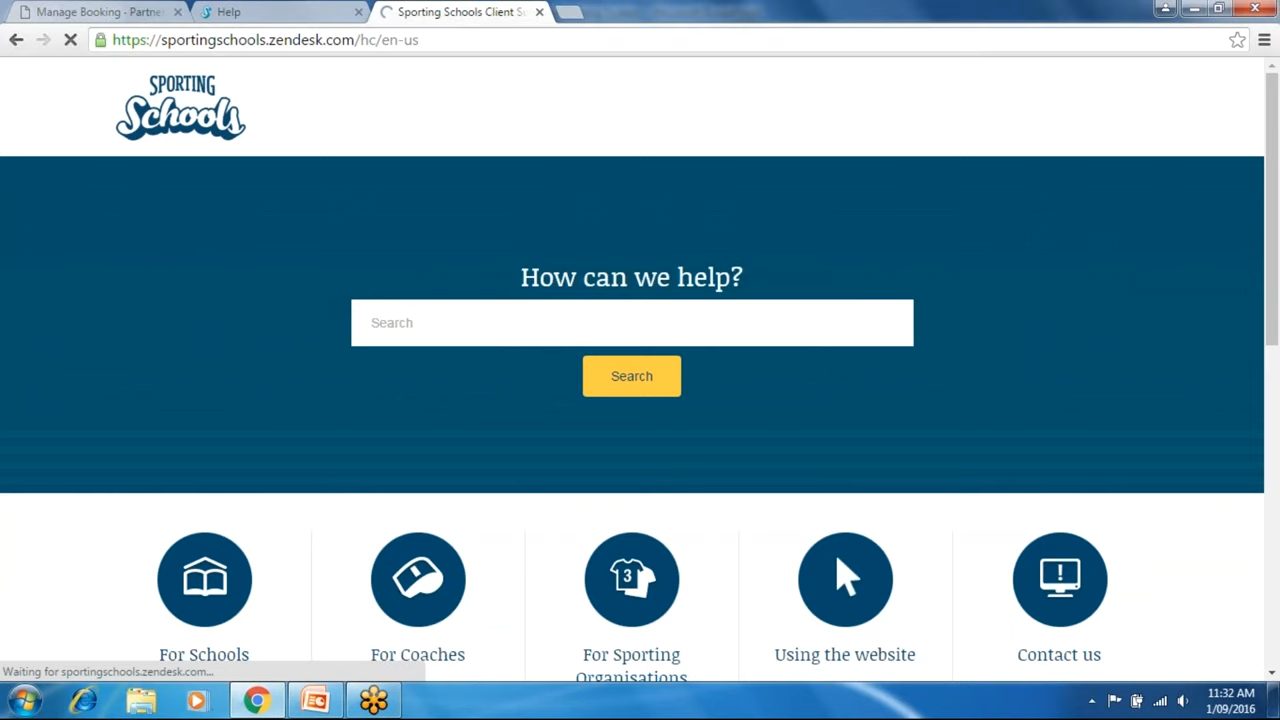 Manage Booking - Partne
Help
Sporting Schools Client S
https://sportingschools.zendesk.com/hc/en-us
SPORTING
Schools
How can we help?
Search
Search
3
For Schools
For Coaches
For Sporting
Organisations
Using the website
Contact us
Waiting for sportingschools.zendesk.com...
11:32 AM
1/09/2016